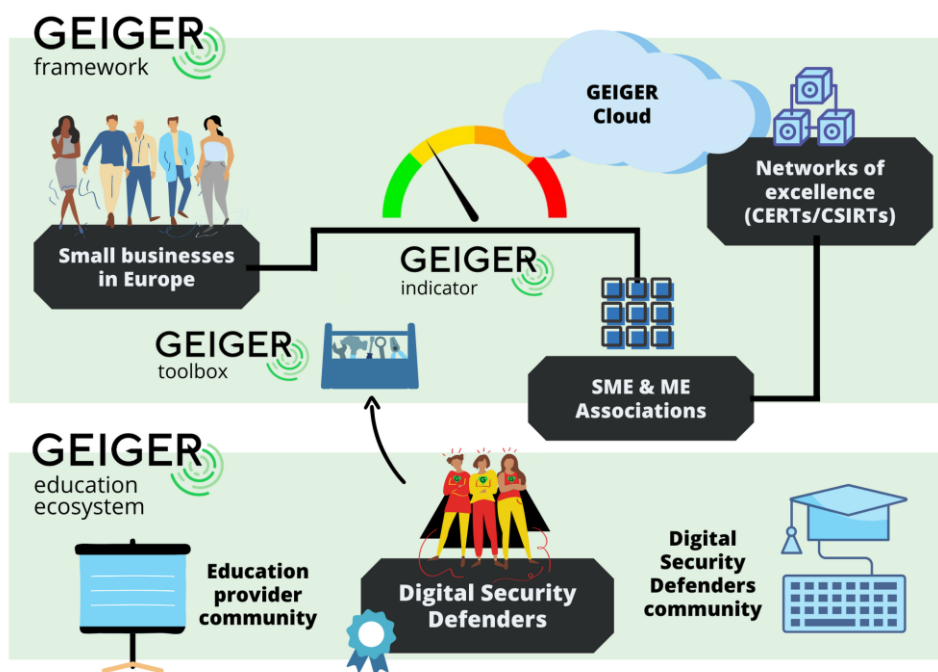 GEIGER
framework
GEIGER
Cloud
Networks of
excellence
(CERTs/CSIRTs)
Small businesses
in Europe
GEIGER
indicator
GEIGER
toolbox
SME & ME
Associations
GEIGER
education
ecosystem
Education
provider
community
Digital Security
Defenders
Digital
Security
Defenders
community